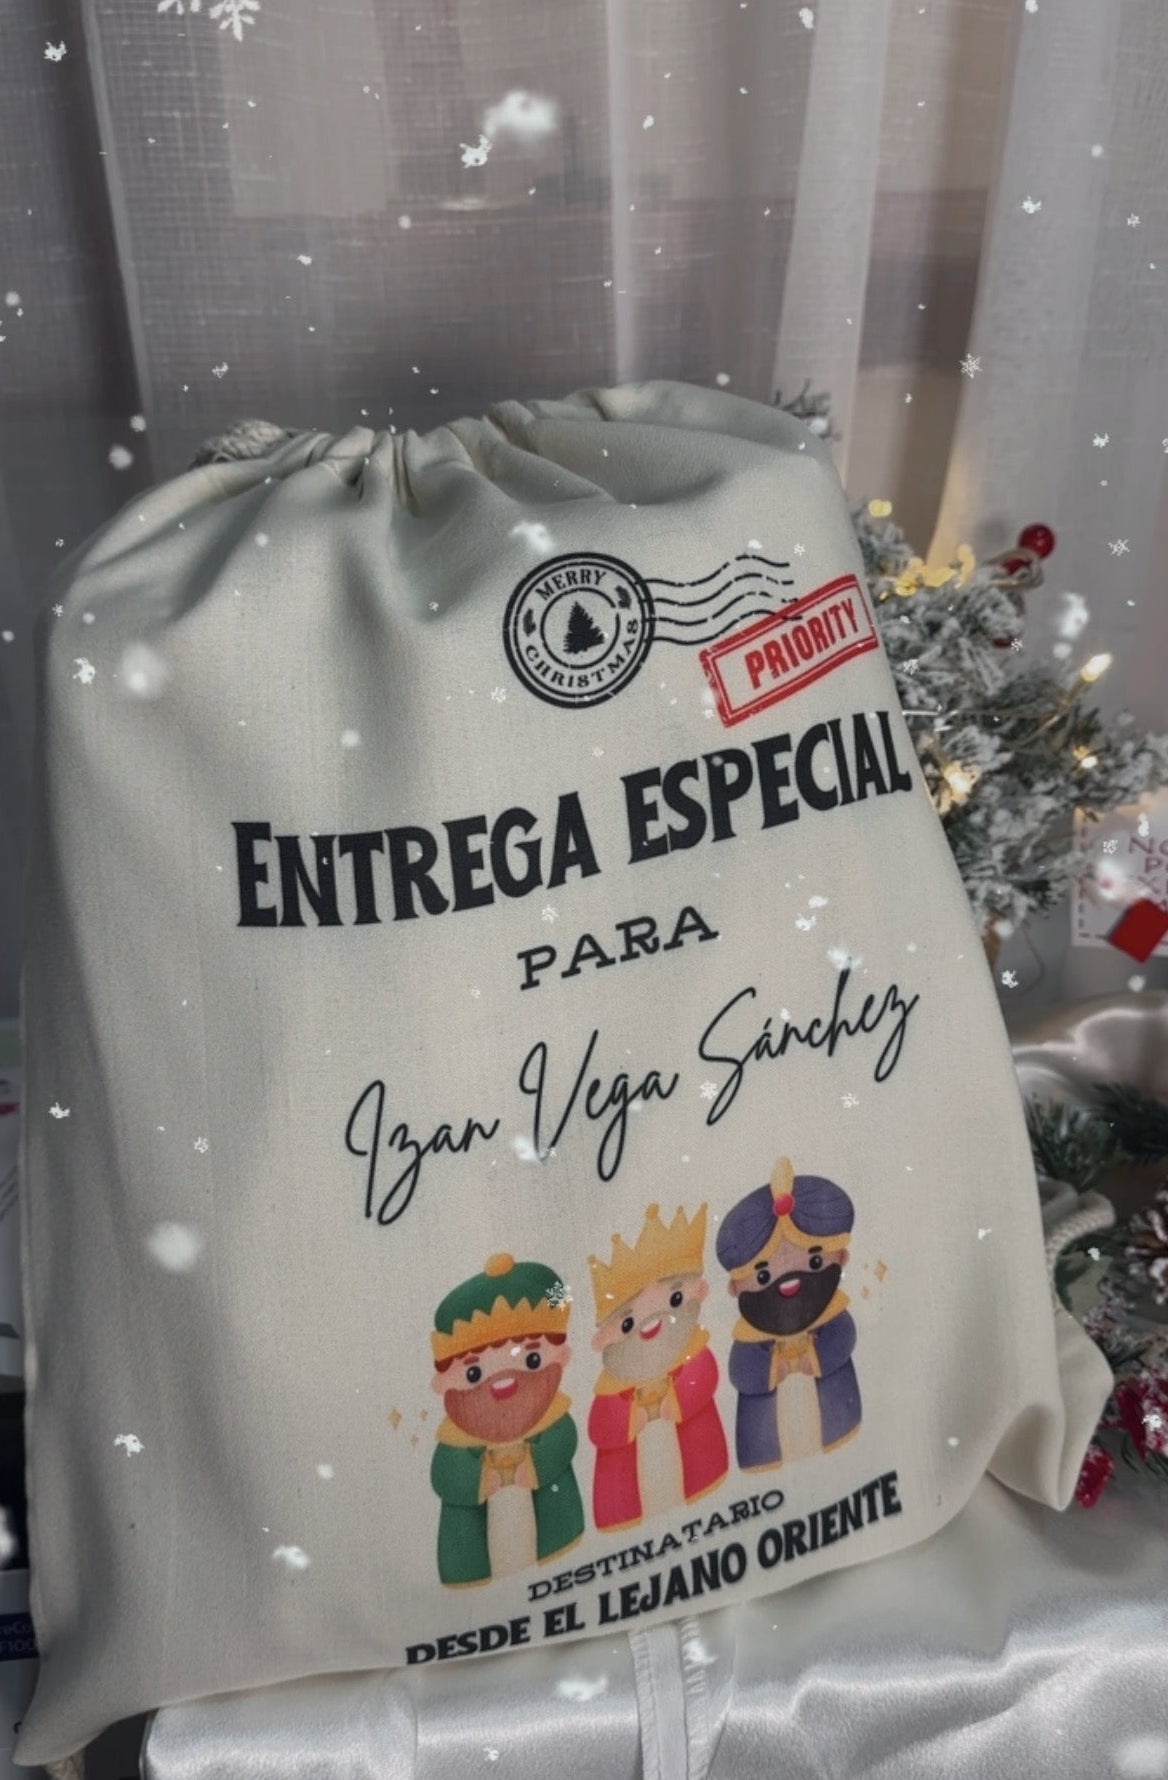 MERRY
CHRISTMAS
PRIORITY
ENTREGA ESPECIAL
PARA
Izan Vega Sánchez
DESTINATARIO
DESDE EL LEJANO ORIENTE